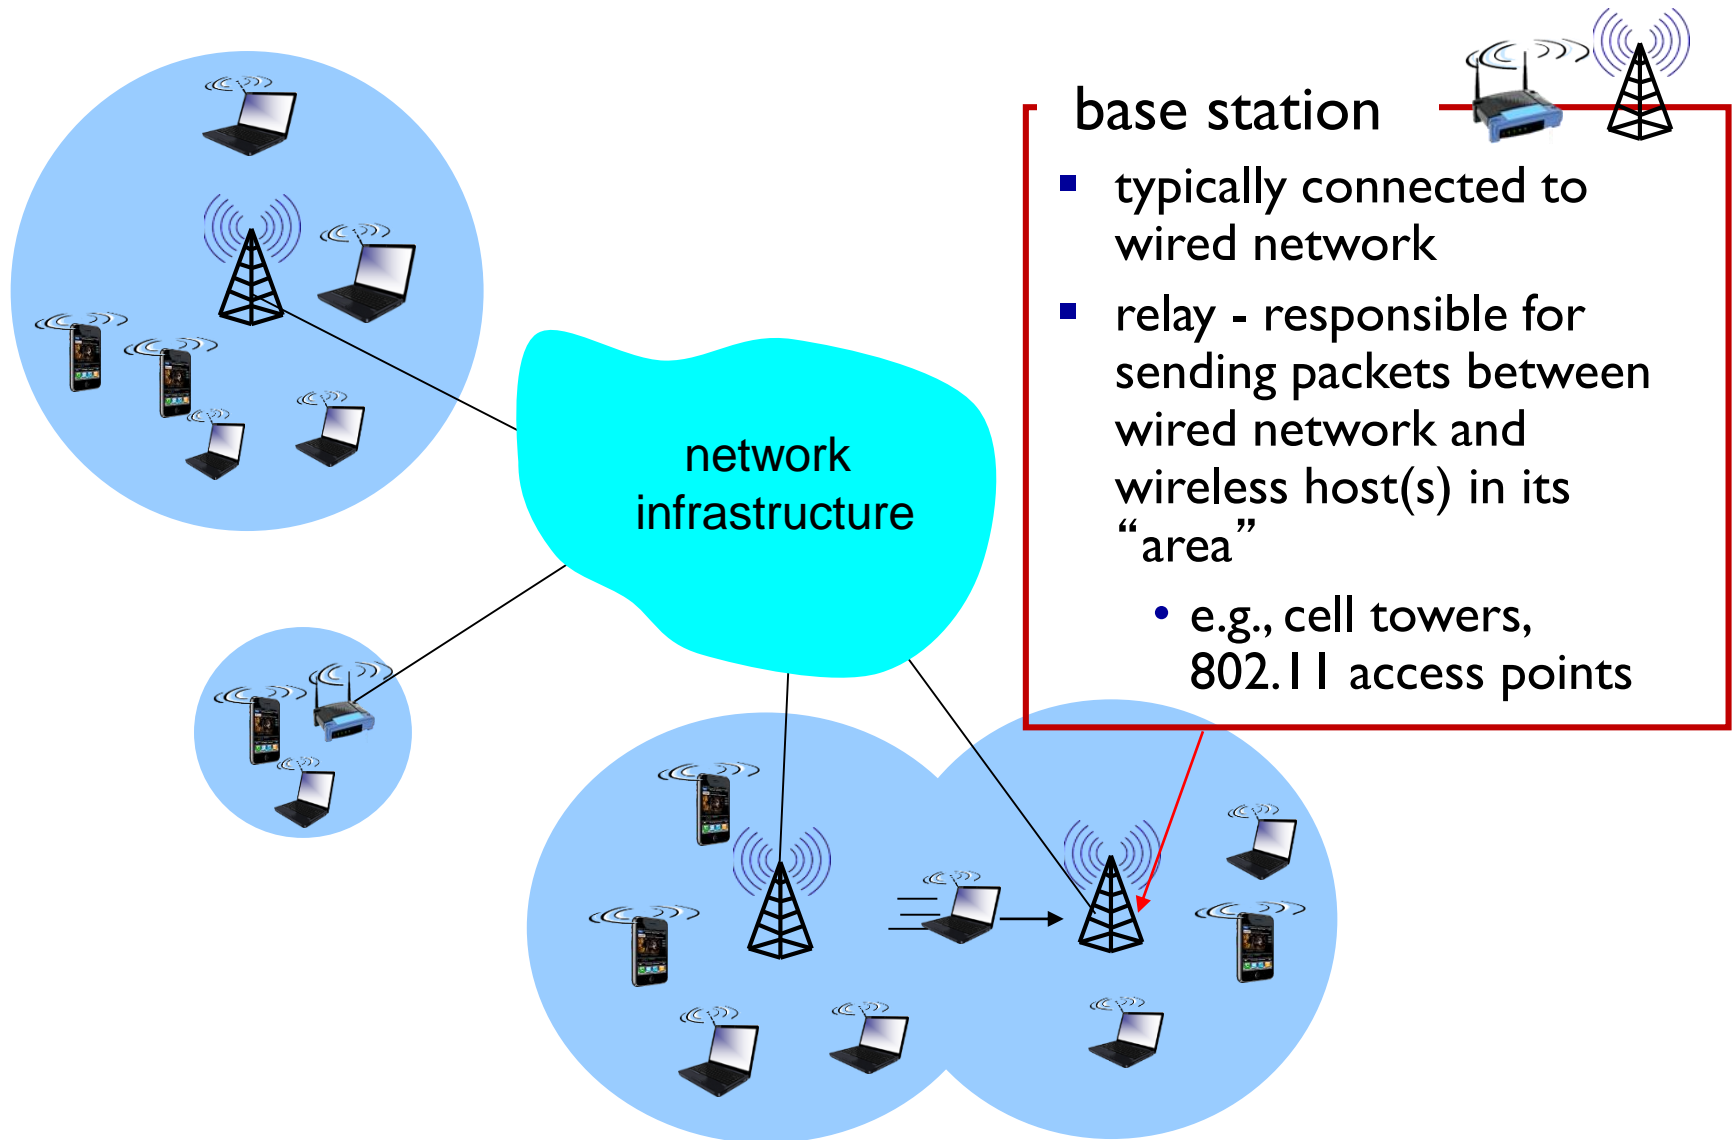 base station
typically connected to
wired network
relay - responsible for
sending packets between
wired network and
wireless host(s) in its
“area”
e.g., cell towers,
802.11 access points
network
infrastructure